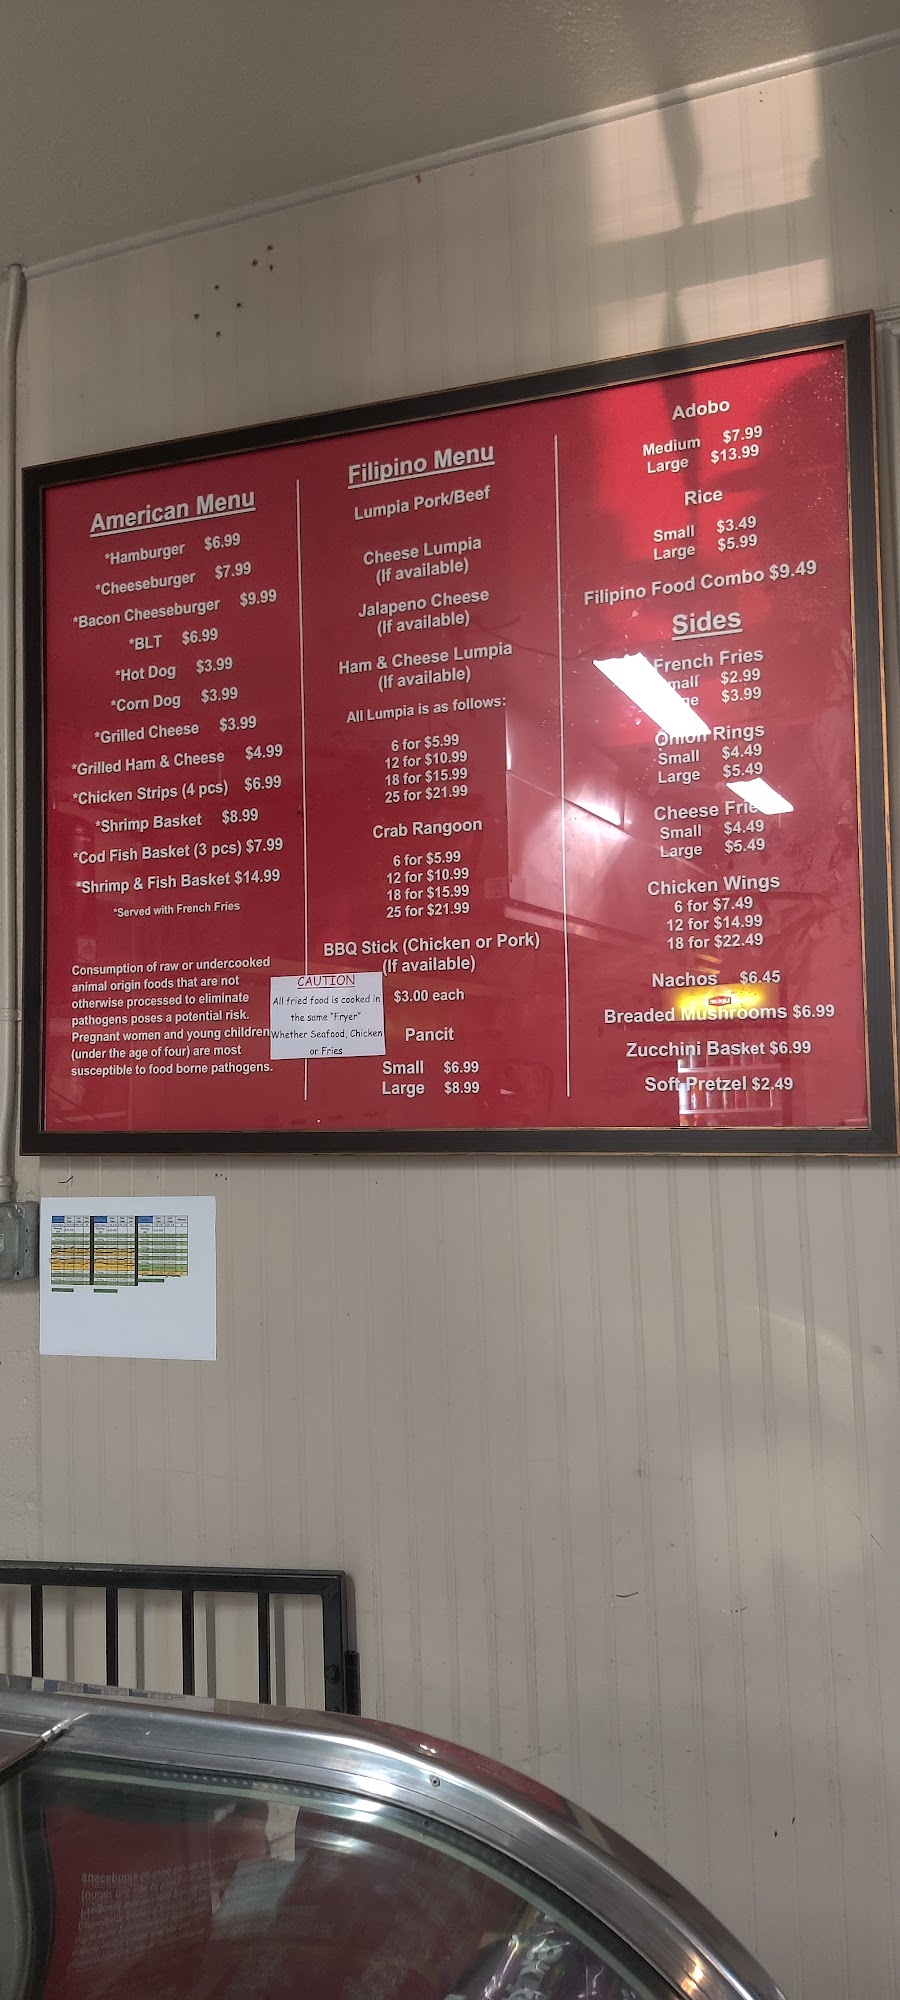 American Menu
*Hamburger $6.99
*Cheeseburger $7.99
*Bacon Cheeseburger $9.99
*BLT $6.99
*Hot Dog $3.99
*Corn Dog $3.99
*Grilled Cheese $3.99
*Grilled Ham & Cheese $4.99
*Chicken Strips (4 pcs) $6.99
*Shrimp Basket $8.99
*Cod Fish Basket (3 pcs) $7.99
*Shrimp & Fish Basket $14.99
*Served with French Fries
Consumption of raw or undercooked
animal origin foods that are not
otherwise processed to eliminate
pathogens poses a potential risk.
Pregnant women and young children
(under the age of four) are most
susceptible to food borne pathogens.
CAUTION
All fried food is cooked in
the same "Fryer"
Whether Seafood, Chicken
or Fries
Filipino Menu
Lumpia Pork/Beef
Cheese Lumpia
(If available)
Jalapeno Cheese
(If available)
Ham & Cheese Lumpia
(If available)
All Lumpia is as follows:
6 for $5.99
12 for $10.99
18 for $15.99
25 for $21.99
Crab Rangoon
6 for $5.99
12 for $10.99
18 for $15.99
25 for $21.99
BBQ Stick (Chicken or Pork)
(If available)
$3.00 each
Pancit
Small $6.99
Large $8.99
Adobo
Medium $7.99
Large $13.99
Rice
Small $3.49
Large $5.99
Filipino Food Combo $9.49
Sides
French Fries
Small $2.99
Large $3.99
Onion Rings
Small $4.49
Large $5.49
Cheese Fries
Small $4.49
Large $5.49
Chicken Wings
6 for $7.49
12 for $14.99
18 for $22.49
Nachos $6.45
Breaded Mushrooms $6.99
Zucchini Basket $6.99
Soft Pretzel $2.49